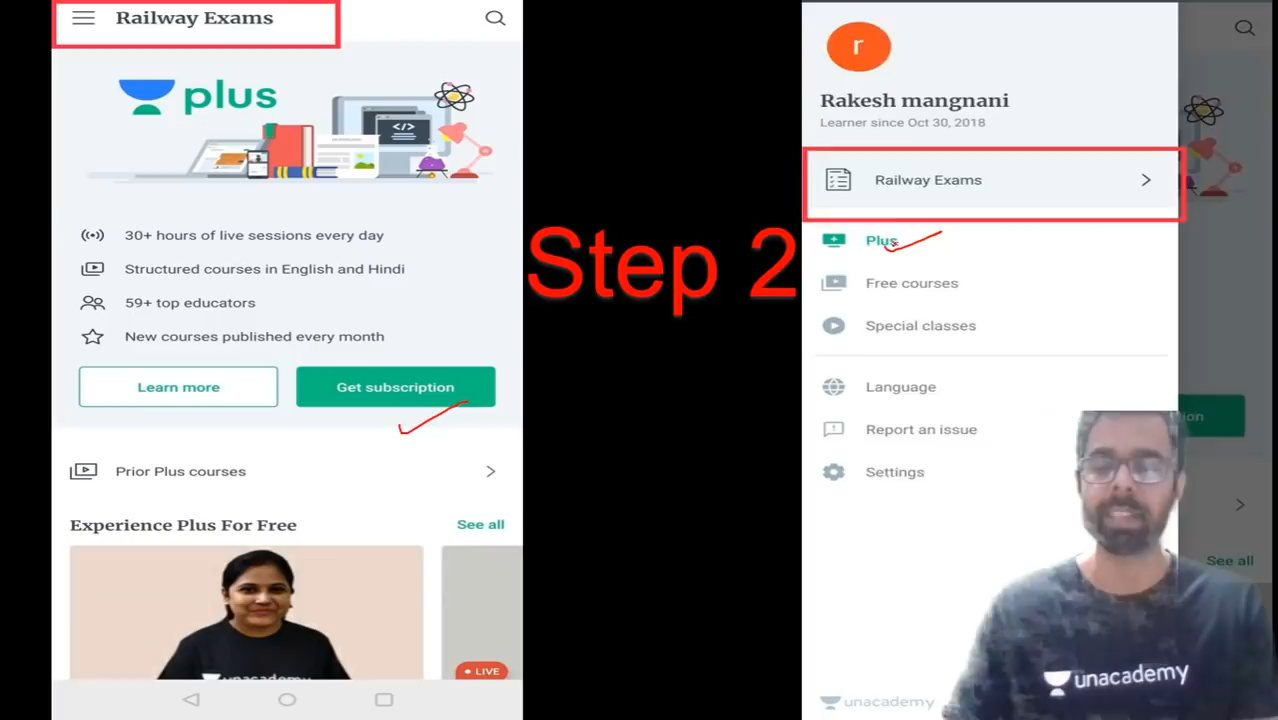 Railway Exams
plus
30+ hours of live sessions every day
Structured courses in English and Hindi
59+ top educators
New courses published every month
Learn more
Get subscription
Prior Plus courses
Experience Plus For Free
See all
unacademy
LIVE
Step 2
r
Rakesh mangnani
Learner since Oct 30, 2018
Railway Exams
Plus
Free courses
Special classes
Language
Report an issue
Settings
tion
See all
unacademy
unacademy